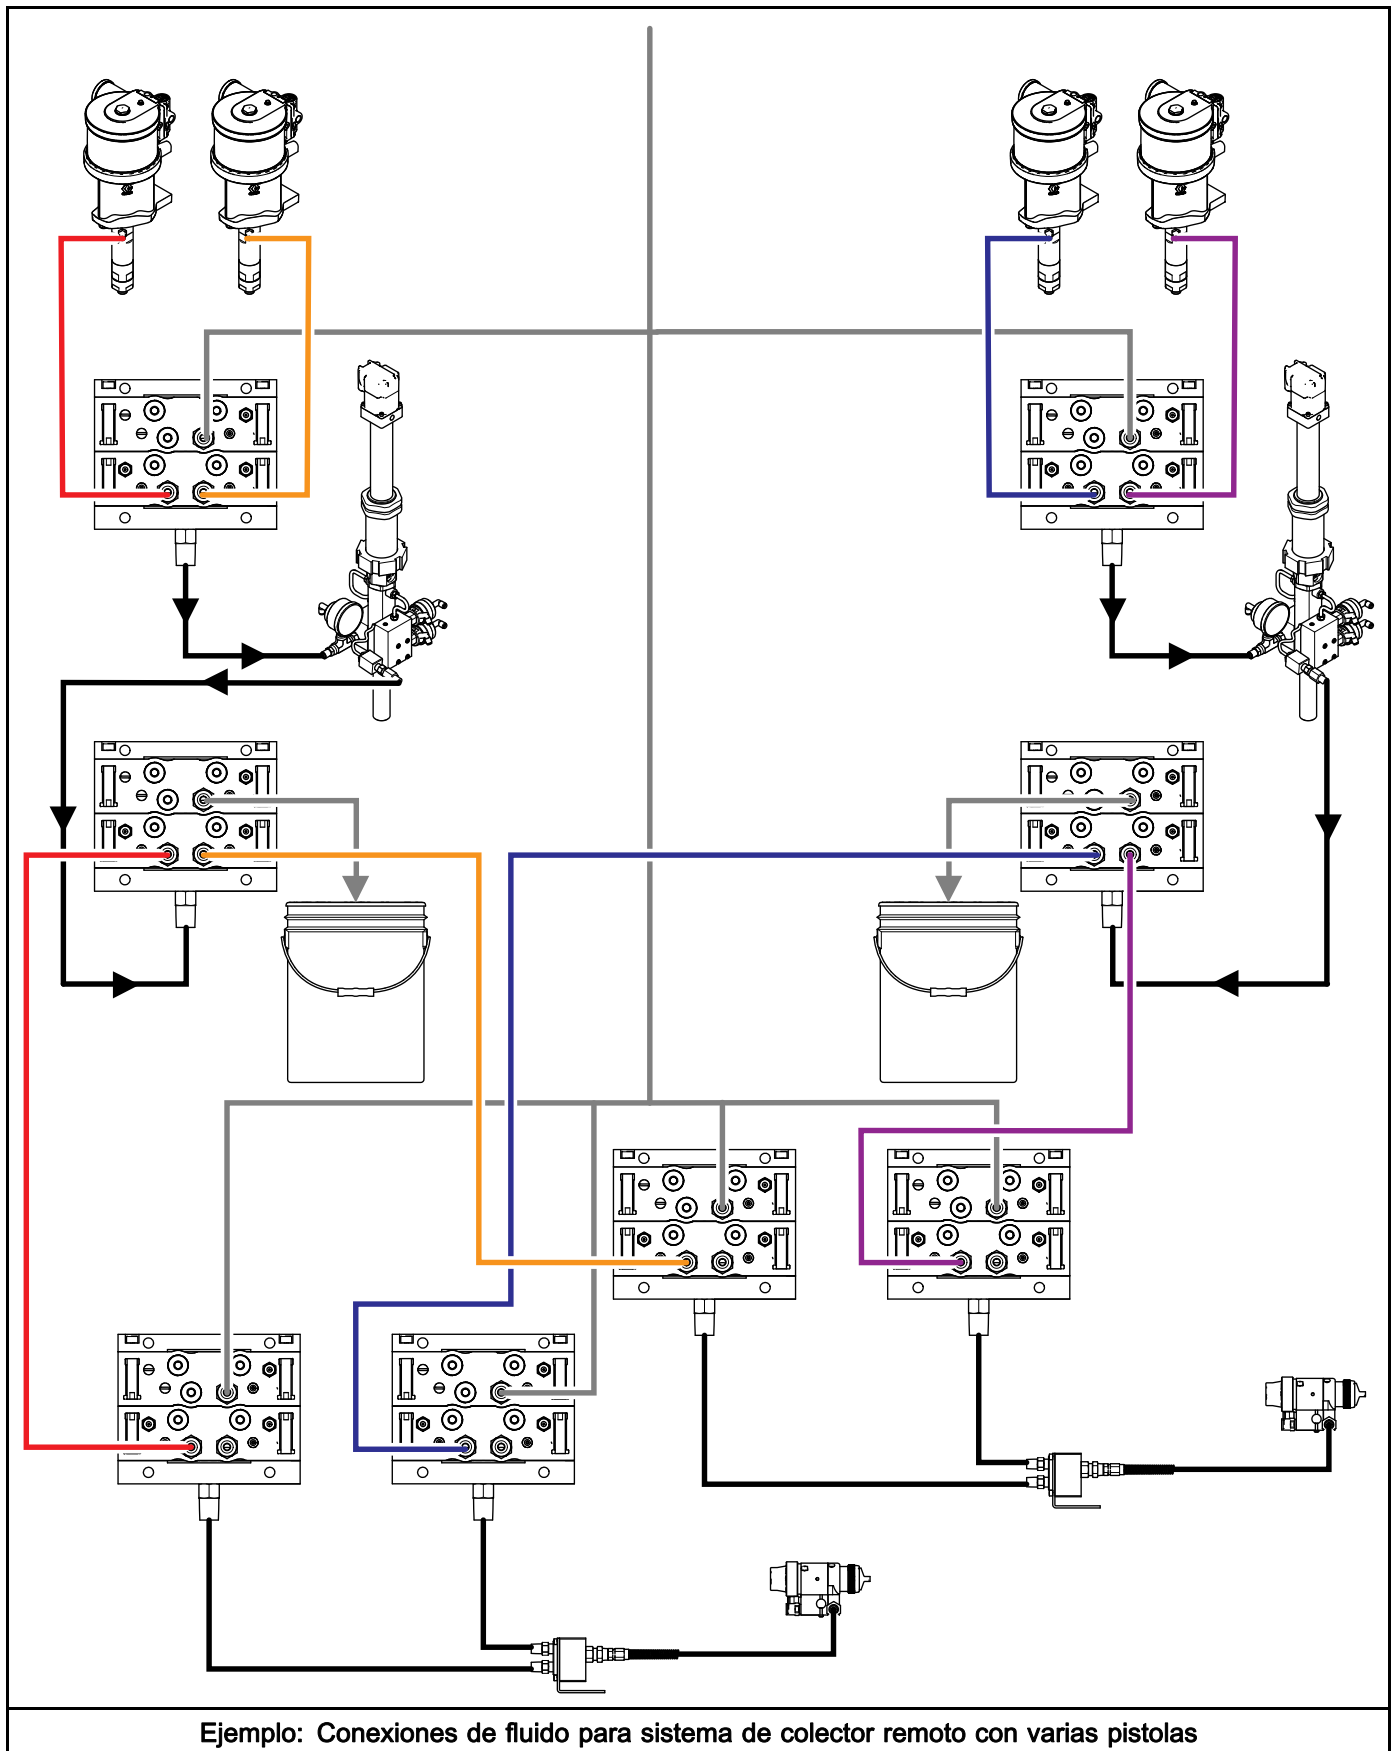 Ejemplo: Conexiones de fluido para sistema de colector remoto con varias pistolas